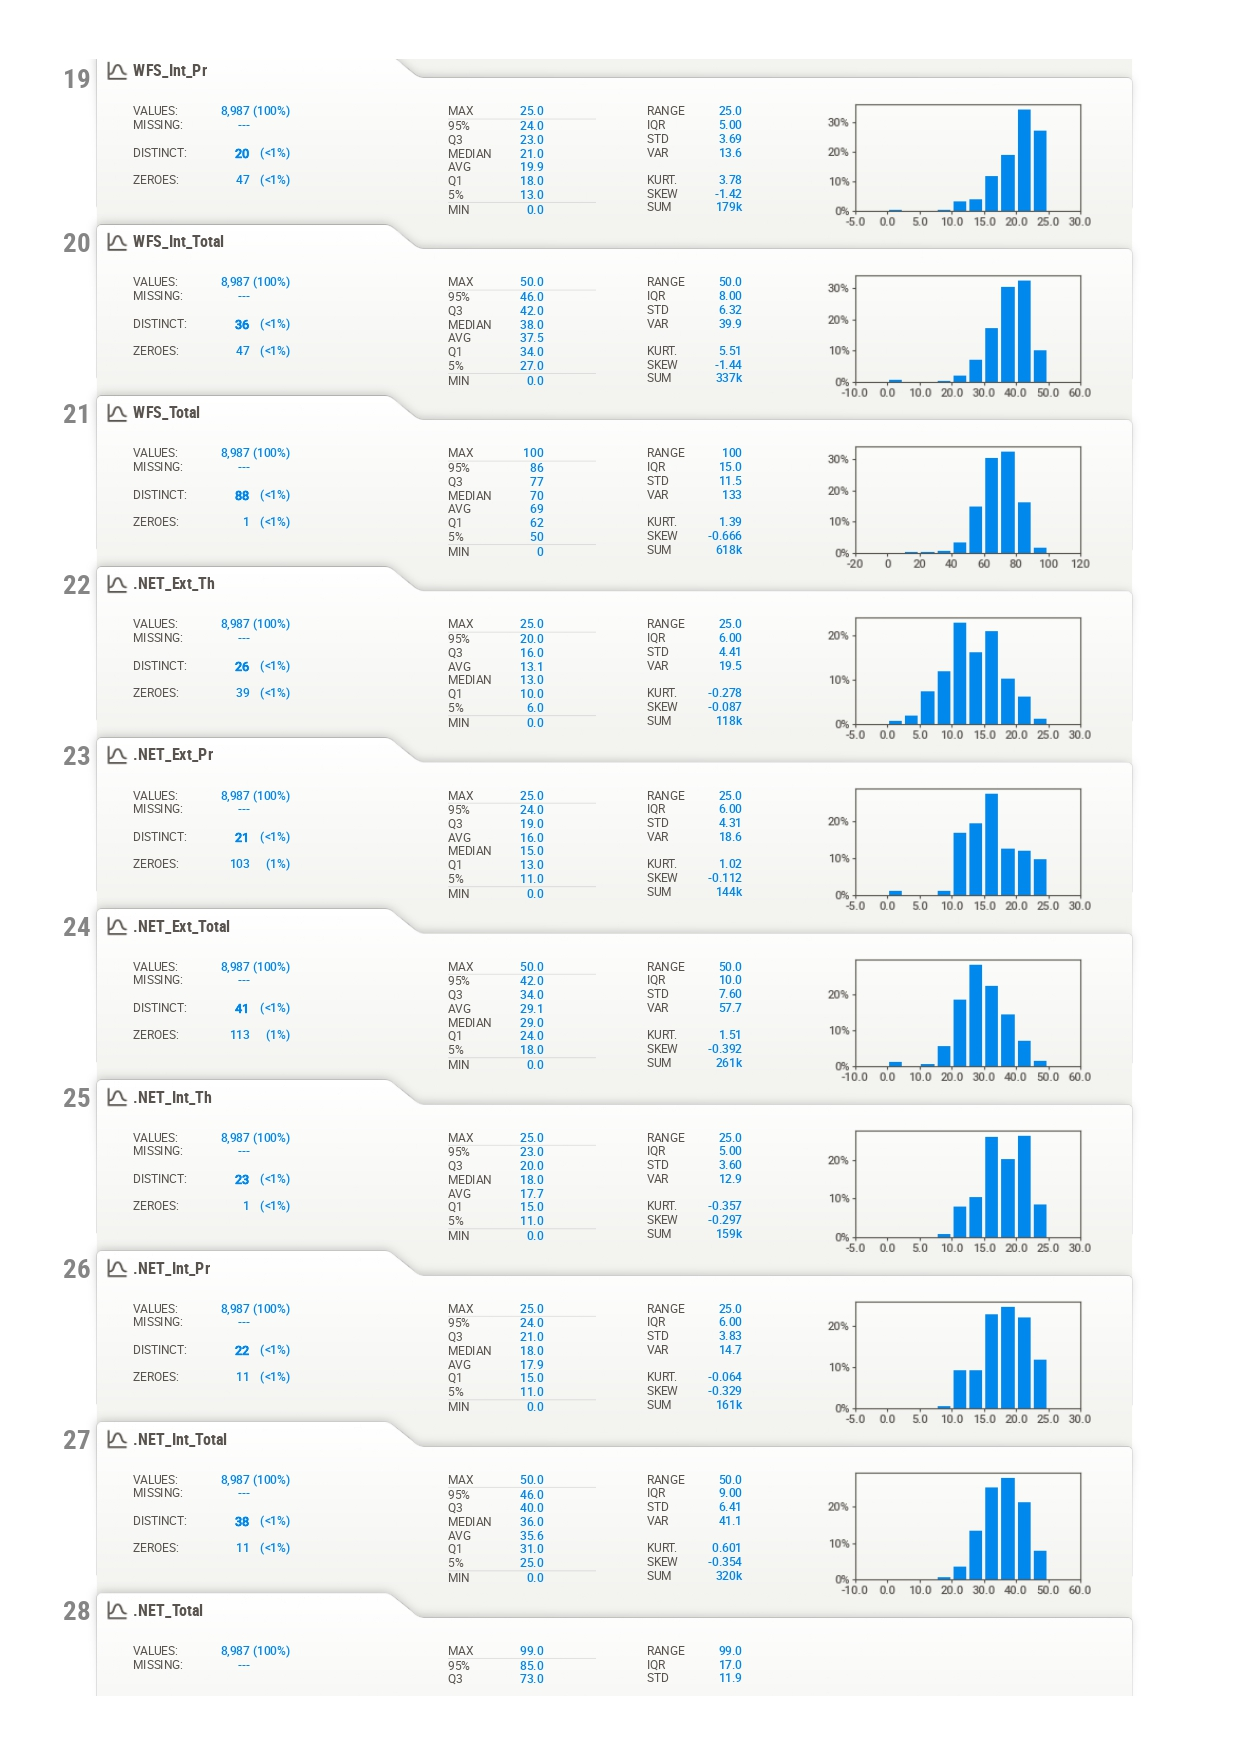 19 WFS_Int_Pr
VALUES: 8,987 (100%) MAX 25.0 RANGE 25.0
MISSING: --- 95% 24.0 IQR 5.00
Q3 23.0 STD 3.69
DISTINCT: 20 (<1%) MEDIAN 21.0 VAR 13.6
AVG 19.9
ZEROES: 47 (<1%) Q1 18.0 KURT. 3.78
5% 13.0 SKEW -1.42
MIN 0.0 SUM 179k
30%
20%
10%
0%
-5.0 0.0 5.0 10.0 15.0 20.0 25.0 30.0
20 WFS_Int_Total
VALUES: 8,987 (100%) MAX 50.0 RANGE 50.0
MISSING: --- 95% 46.0 IQR 8.00
Q3 42.0 STD 6.32
DISTINCT: 36 (<1%) MEDIAN 38.0 VAR 39.9
AVG 37.5
ZEROES: 47 (<1%) Q1 34.0 KURT. 5.51
5% 27.0 SKEW -1.44
MIN 0.0 SUM 337k
30%
20%
10%
0%
-10.0 0.0 10.0 20.0 30.0 40.0 50.0 60.0
21 WFS_Total
VALUES: 8,987 (100%) MAX 100 RANGE 100
MISSING: --- 95% 86 IQR 15.0
Q3 77 STD 11.5
DISTINCT: 88 (<1%) MEDIAN 70 VAR 133
AVG 69
ZEROES: 1 (<1%) Q1 62 KURT. 1.39
5% 50 SKEW -0.666
MIN 0 SUM 618k
30%
20%
10%
0%
-20 0 20 40 60 80 100 120
22 .NET_Ext_Th
VALUES: 8,987 (100%) MAX 25.0 RANGE 25.0
MISSING: --- 95% 20.0 IQR 6.00
Q3 16.0 STD 4.41
DISTINCT: 26 (<1%) AVG 13.1 VAR 19.5
MEDIAN 13.0
ZEROES: 39 (<1%) Q1 10.0 KURT. -0.278
5% 6.0 SKEW -0.087
MIN 0.0 SUM 118k
20%
10%
0%
-5.0 0.0 5.0 10.0 15.0 20.0 25.0 30.0
23 .NET_Ext_Pr
VALUES: 8,987 (100%) MAX 25.0 RANGE 25.0
MISSING: --- 95% 24.0 IQR 6.00
Q3 19.0 STD 4.31
DISTINCT: 21 (<1%) AVG 16.0 VAR 18.6
MEDIAN 15.0
ZEROES: 103 (1%) Q1 13.0 KURT. 1.02
5% 11.0 SKEW -0.112
MIN 0.0 SUM 144k
20%
10%
0%
-5.0 0.0 5.0 10.0 15.0 20.0 25.0 30.0
24 .NET_Ext_Total
VALUES: 8,987 (100%) MAX 50.0 RANGE 50.0
MISSING: --- 95% 42.0 IQR 10.0
Q3 34.0 STD 7.60
DISTINCT: 41 (<1%) AVG 29.1 VAR 57.7
MEDIAN 29.0
ZEROES: 113 (1%) Q1 24.0 KURT. 1.51
5% 18.0 SKEW -0.392
MIN 0.0 SUM 261k
20%
10%
0%
-10.0 0.0 10.0 20.0 30.0 40.0 50.0 60.0
25 .NET_Int_Th
VALUES: 8,987 (100%) MAX 25.0 RANGE 25.0
MISSING: --- 95% 23.0 IQR 5.00
Q3 20.0 STD 3.60
DISTINCT: 23 (<1%) MEDIAN 18.0 VAR 12.9
AVG 17.7
ZEROES: 1 (<1%) Q1 15.0 KURT. -0.357
5% 11.0 SKEW -0.297
MIN 0.0 SUM 159k
20%
10%
0%
-5.0 0.0 5.0 10.0 15.0 20.0 25.0 30.0
26 .NET_Int_Pr
VALUES: 8,987 (100%) MAX 25.0 RANGE 25.0
MISSING: --- 95% 24.0 IQR 6.00
Q3 21.0 STD 3.83
DISTINCT: 22 (<1%) MEDIAN 18.0 VAR 14.7
AVG 17.9
ZEROES: 11 (<1%) Q1 15.0 KURT. -0.064
5% 11.0 SKEW -0.329
MIN 0.0 SUM 161k
20%
10%
0%
-5.0 0.0 5.0 10.0 15.0 20.0 25.0 30.0
27 .NET_Int_Total
VALUES: 8,987 (100%) MAX 50.0 RANGE 50.0
MISSING: --- 95% 46.0 IQR 9.00
Q3 40.0 STD 6.41
DISTINCT: 38 (<1%) MEDIAN 36.0 VAR 41.1
AVG 35.6
ZEROES: 11 (<1%) Q1 31.0 KURT. 0.601
5% 25.0 SKEW -0.354
MIN 0.0 SUM 320k
20%
10%
0%
-10.0 0.0 10.0 20.0 30.0 40.0 50.0 60.0
28 .NET_Total
VALUES: 8,987 (100%) MAX 99.0 RANGE 99.0
MISSING: --- 95% 85.0 IQR 17.0
Q3 73.0 STD 11.9